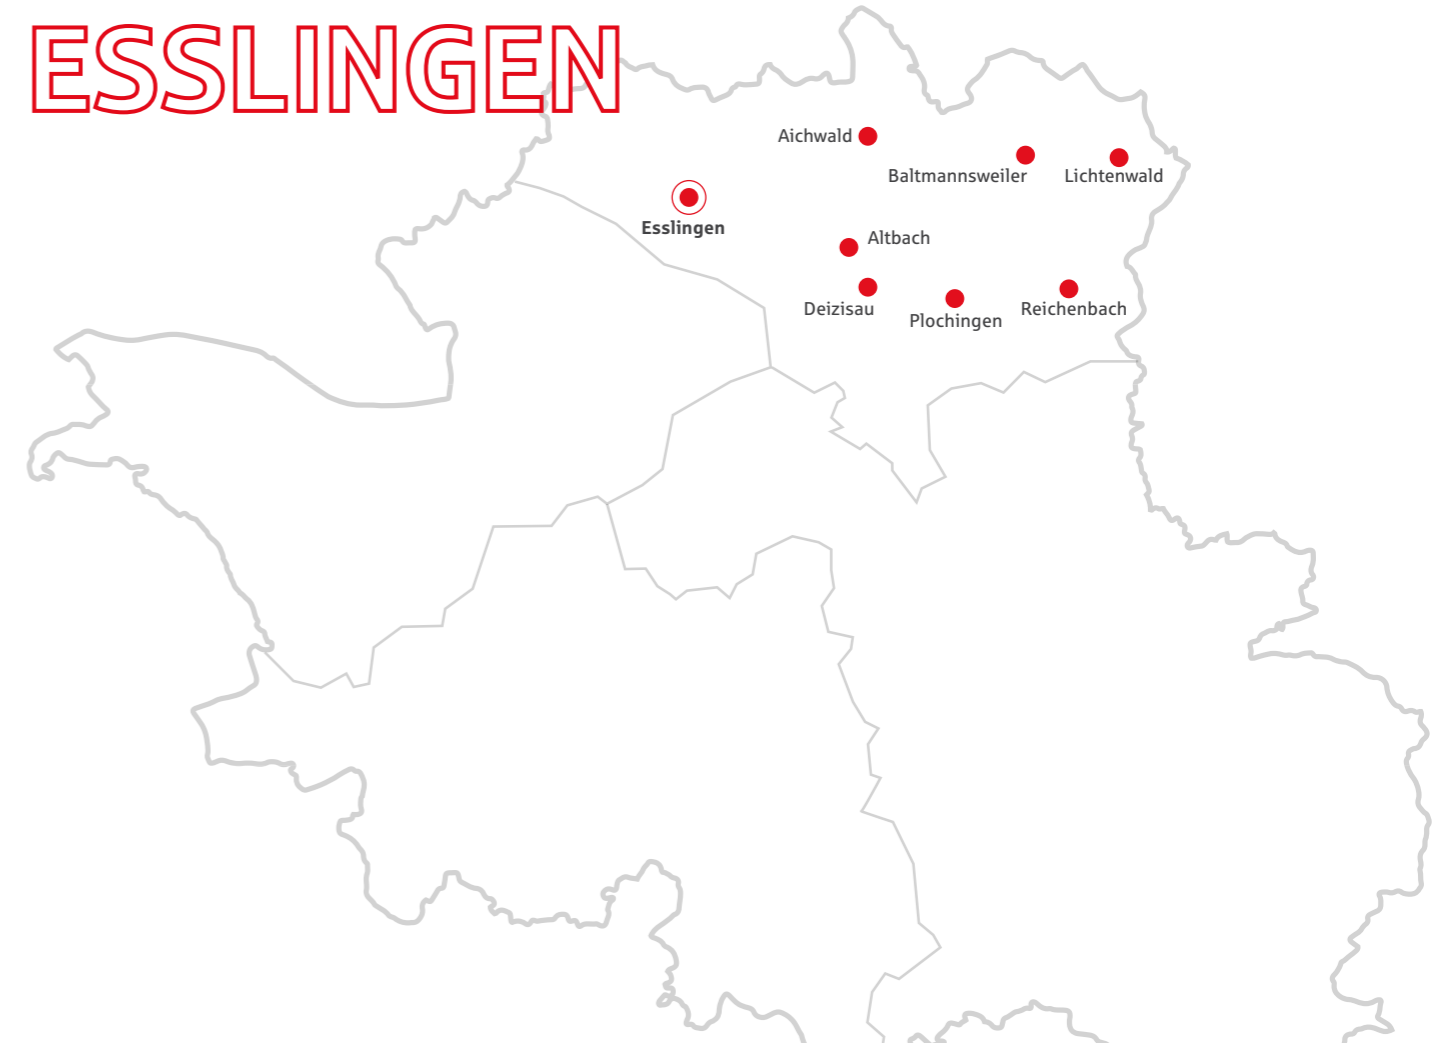 ESSLINGEN
Aichwald
Baltmannsweiler
Lichtenwald
Esslingen
Altbach
Deizisau
Plochingen
Reichenbach